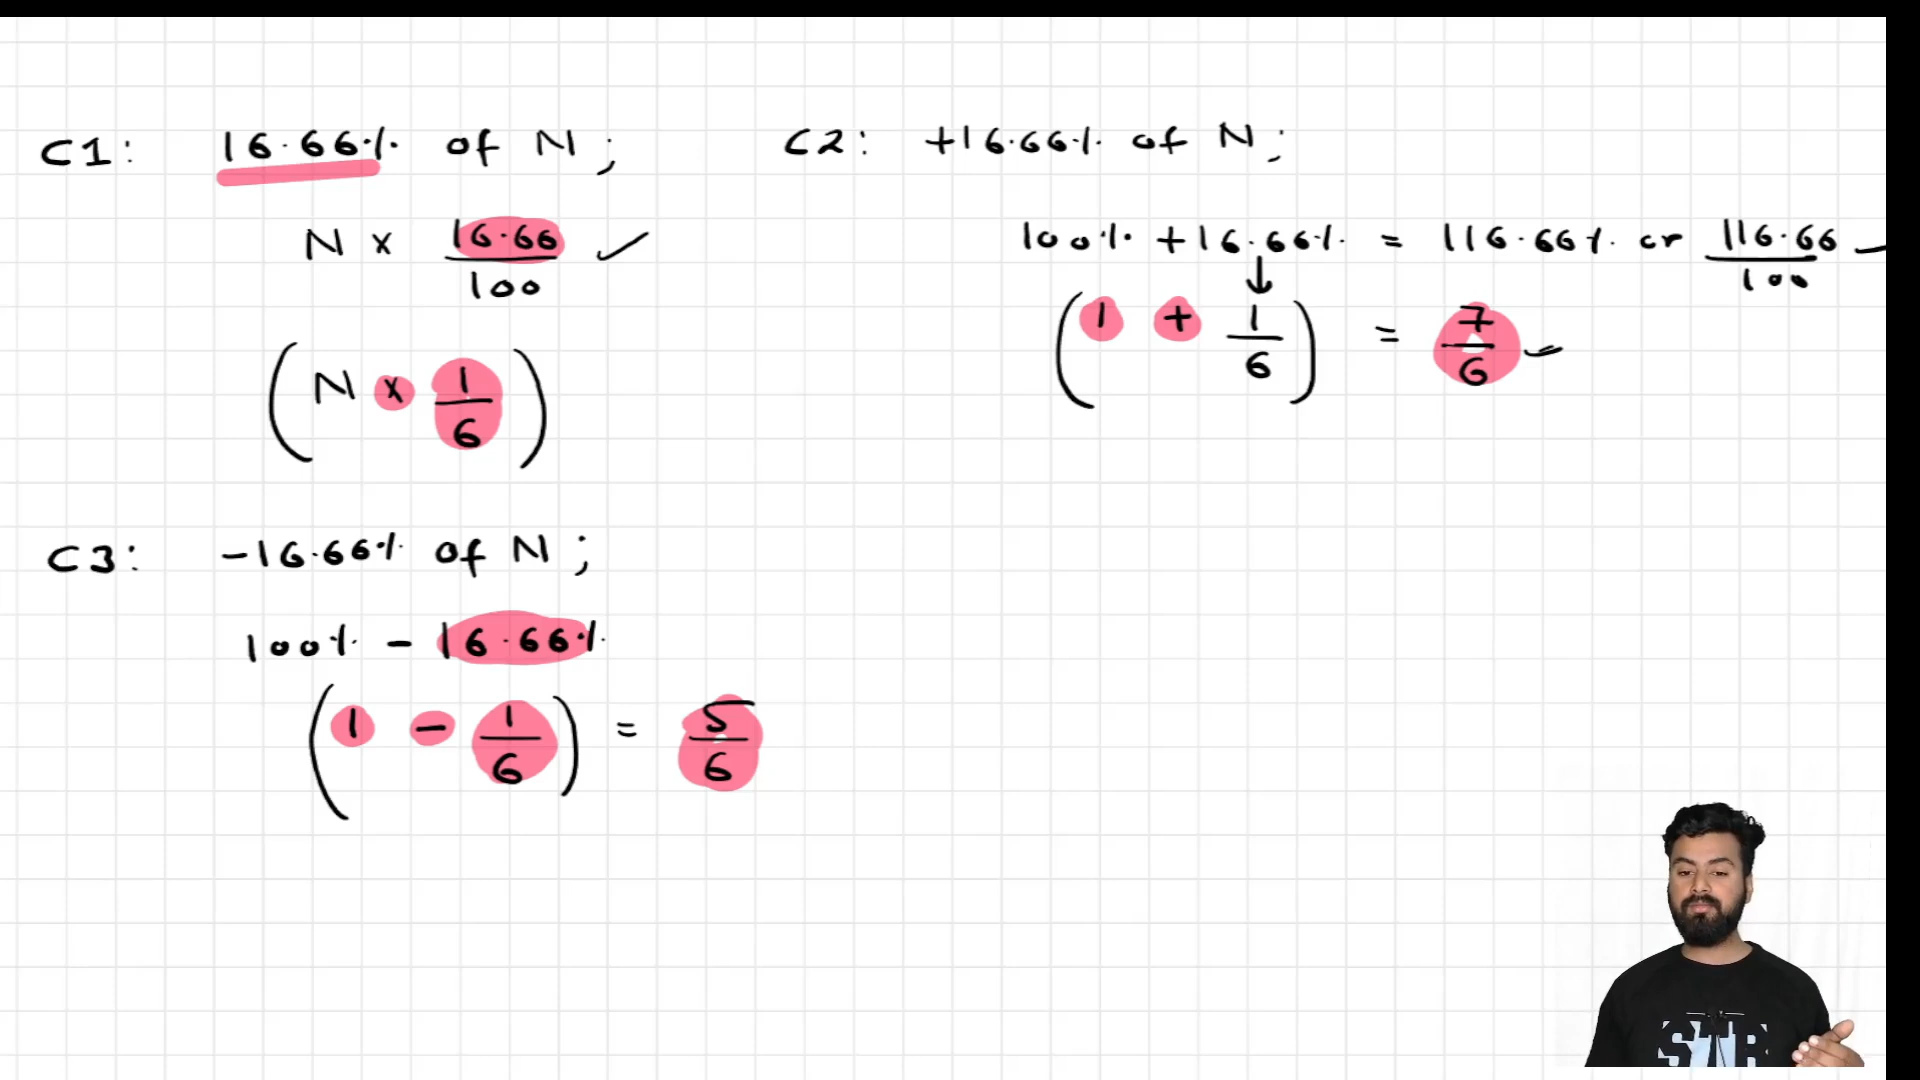 C1: 16.66% of N ;
N × 16.66/100 ✓
(N × 1/6)
C2: +16.66% of N ;
100% + 16.66% = 116.66% or 116.66/100
↓
(1 + 1/6) = 7/6
C3: -16.66% of N ;
100% - 16.66%
(1 - 1/6) = 5/6